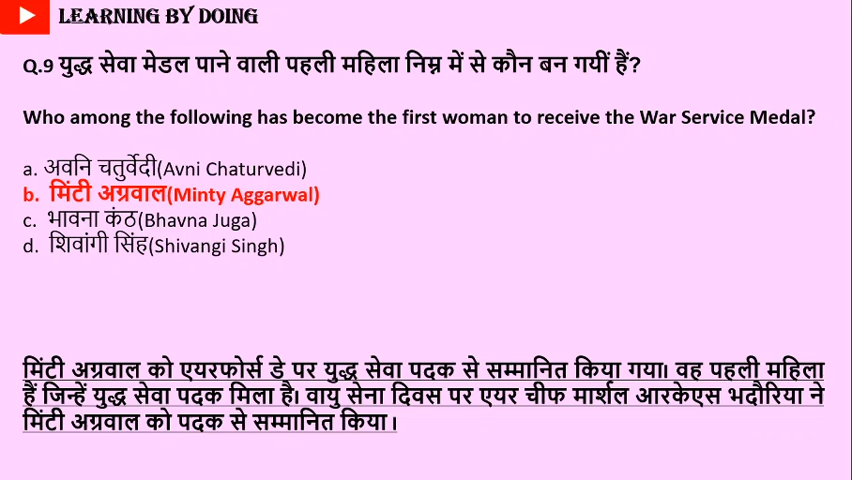 LEARNING BY DOING
Q.9 युद्ध सेवा मेडल पाने वाली पहली महिला निम्न में से कौन बन गयीं हैं?
Who among the following has become the first woman to receive the War Service Medal?
a. अवनि चतुर्वेदी(Avni Chaturvedi)
b. मिंटी अग्रवाल(Minty Aggarwal)
c. भावना कंठ(Bhavna Juga)
d. शिवांगी सिंह(Shivangi Singh)
मिंटी अग्रवाल को एयरफोर्स डे पर युद्ध सेवा पदक से सम्मानित किया गया। वह पहली महिला
हैं जिन्हें युद्ध सेवा पदक मिला है। वायु सेना दिवस पर एयर चीफ मार्शल आरकेएस भदौरिया ने
मिंटी अग्रवाल को पदक से सम्मानित किया।